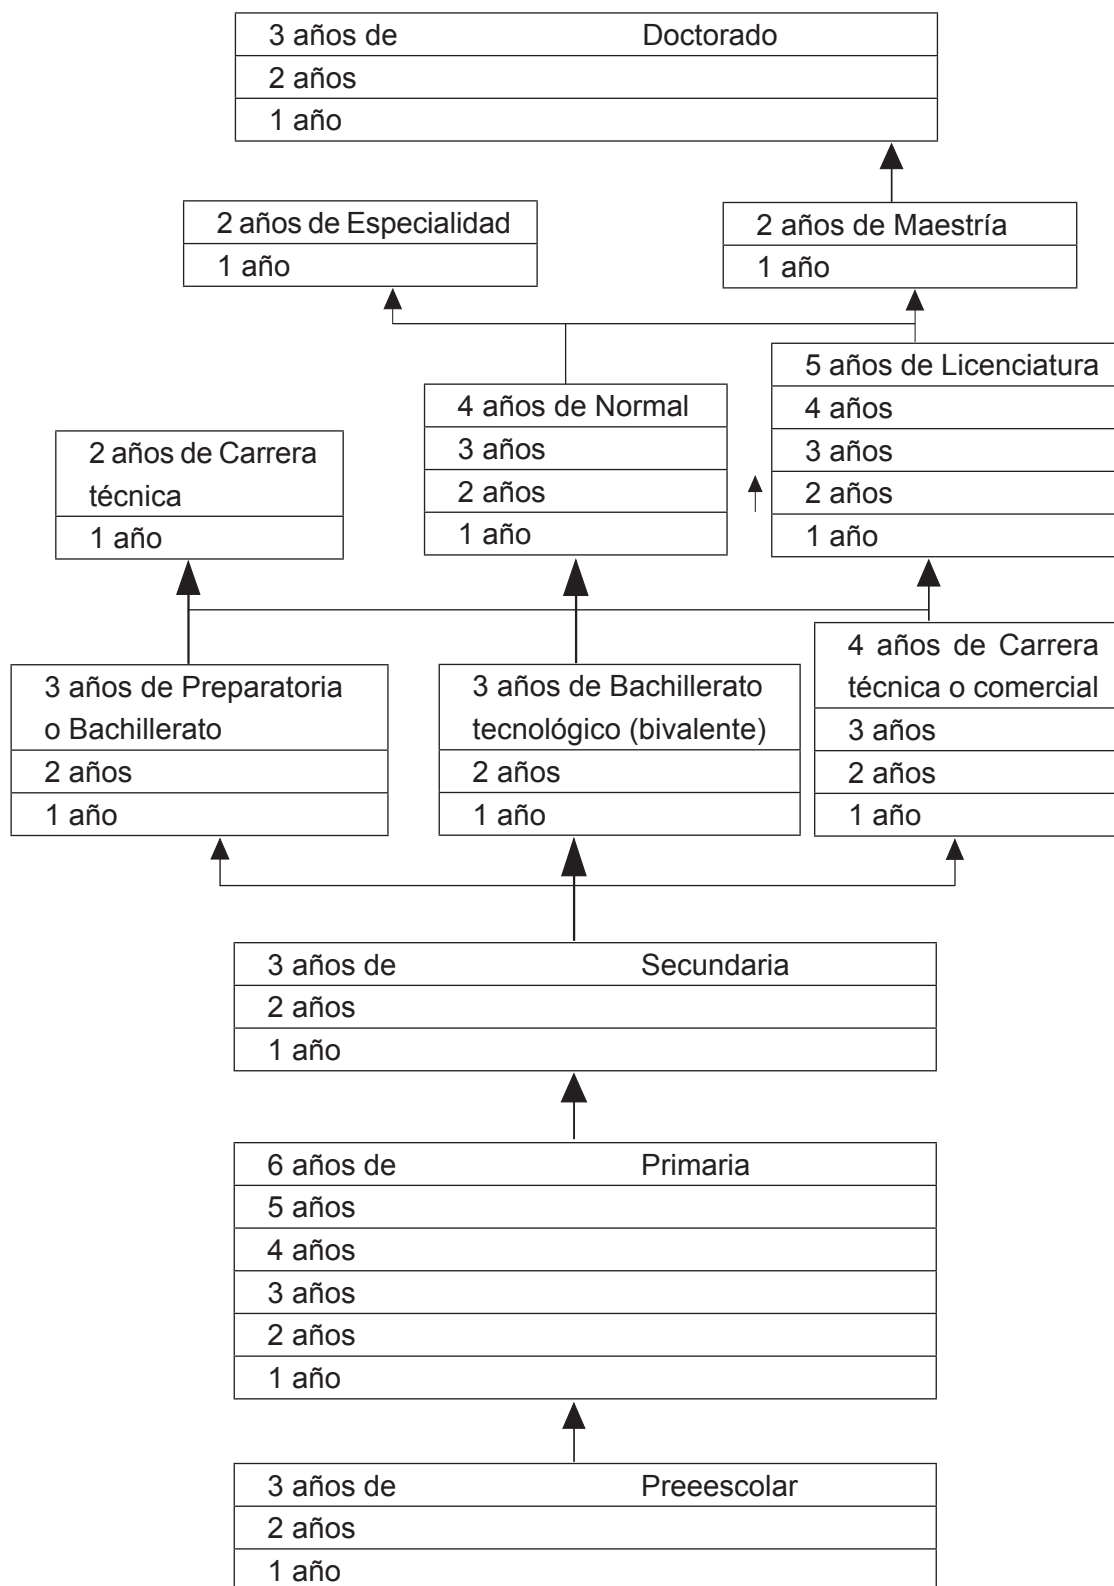 3 años de Doctorado
2 años
1 año
2 años de Especialidad
1 año
2 años de Maestría
1 año
5 años de Licenciatura
4 años
3 años
2 años
1 año
4 años de Normal
3 años
2 años
1 año
2 años de Carrera
técnica
1 año
3 años de Preparatoria
o Bachillerato
2 años
1 año
3 años de Bachillerato
tecnológico (bivalente)
2 años
1 año
4 años de Carrera
técnica o comercial
3 años
2 años
1 año
3 años de Secundaria
2 años
1 año
6 años de Primaria
5 años
4 años
3 años
2 años
1 año
3 años de Preeescolar
2 años
1 año